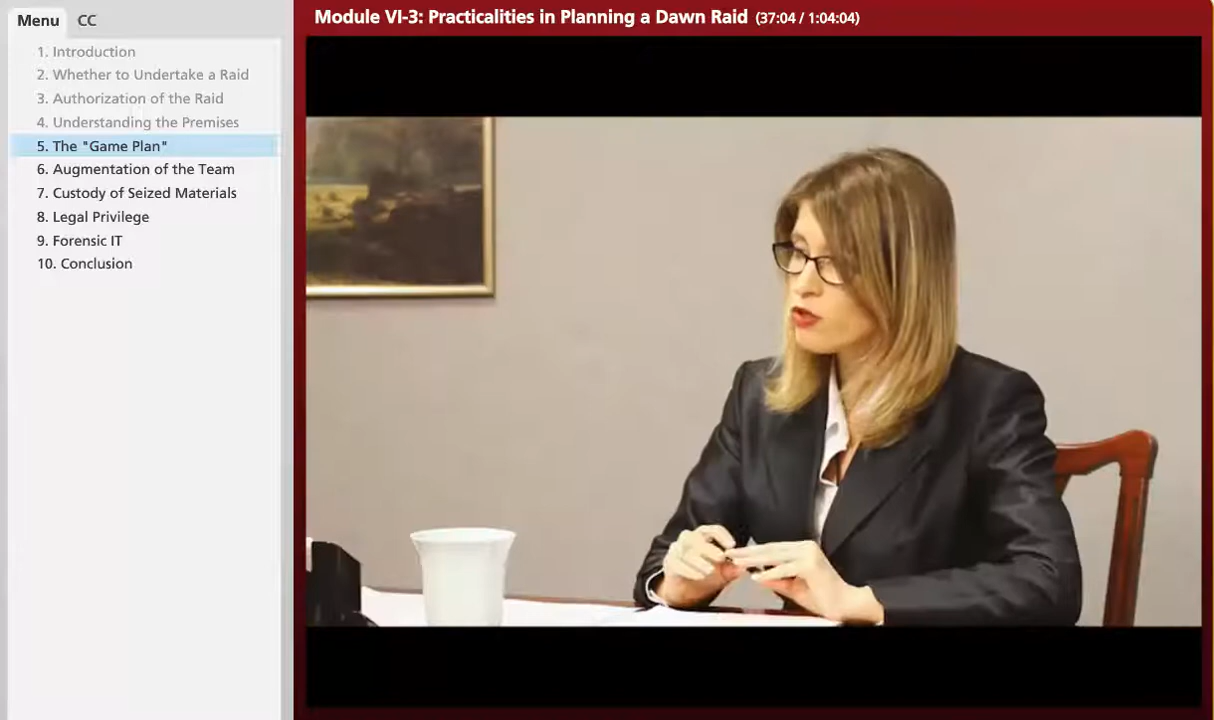 Menu CC
Module VI-3: Practicalities in Planning a Dawn Raid (37:04 / 1:04:04)
1. Introduction
2. Whether to Undertake a Raid
3. Authorization of the Raid
4. Understanding the Premises
5. The "Game Plan"
6. Augmentation of the Team
7. Custody of Seized Materials
8. Legal Privilege
9. Forensic IT
10. Conclusion